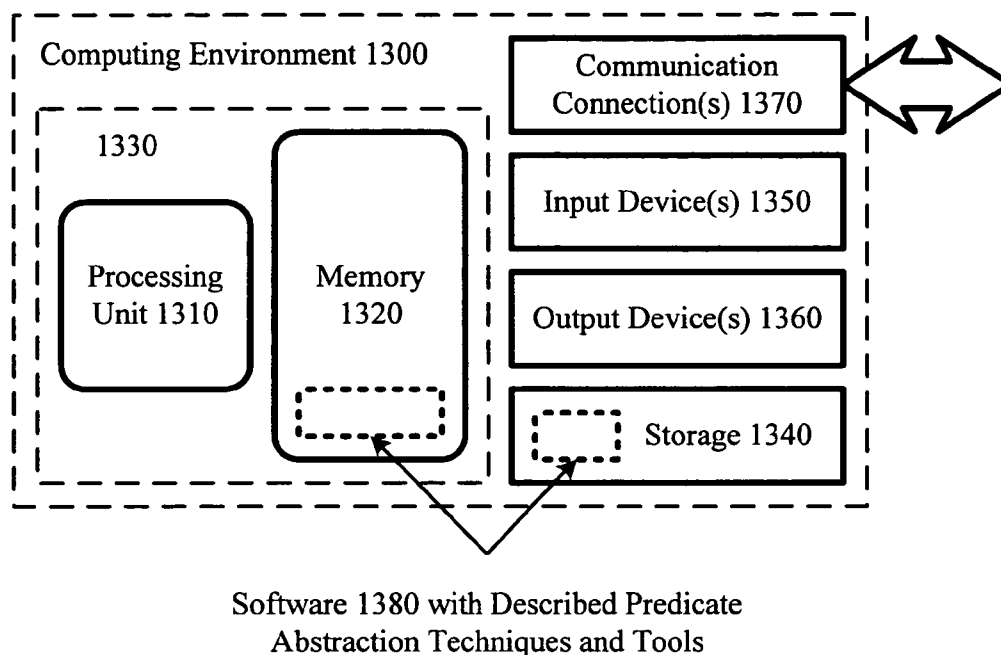 Computing Environment 1300
1330
Processing
Unit 1310
Memory
1320
Communication
Connection(s) 1370
Input Device(s) 1350
Output Device(s) 1360
Storage 1340
Software 1380 with Described Predicate
Abstraction Techniques and Tools